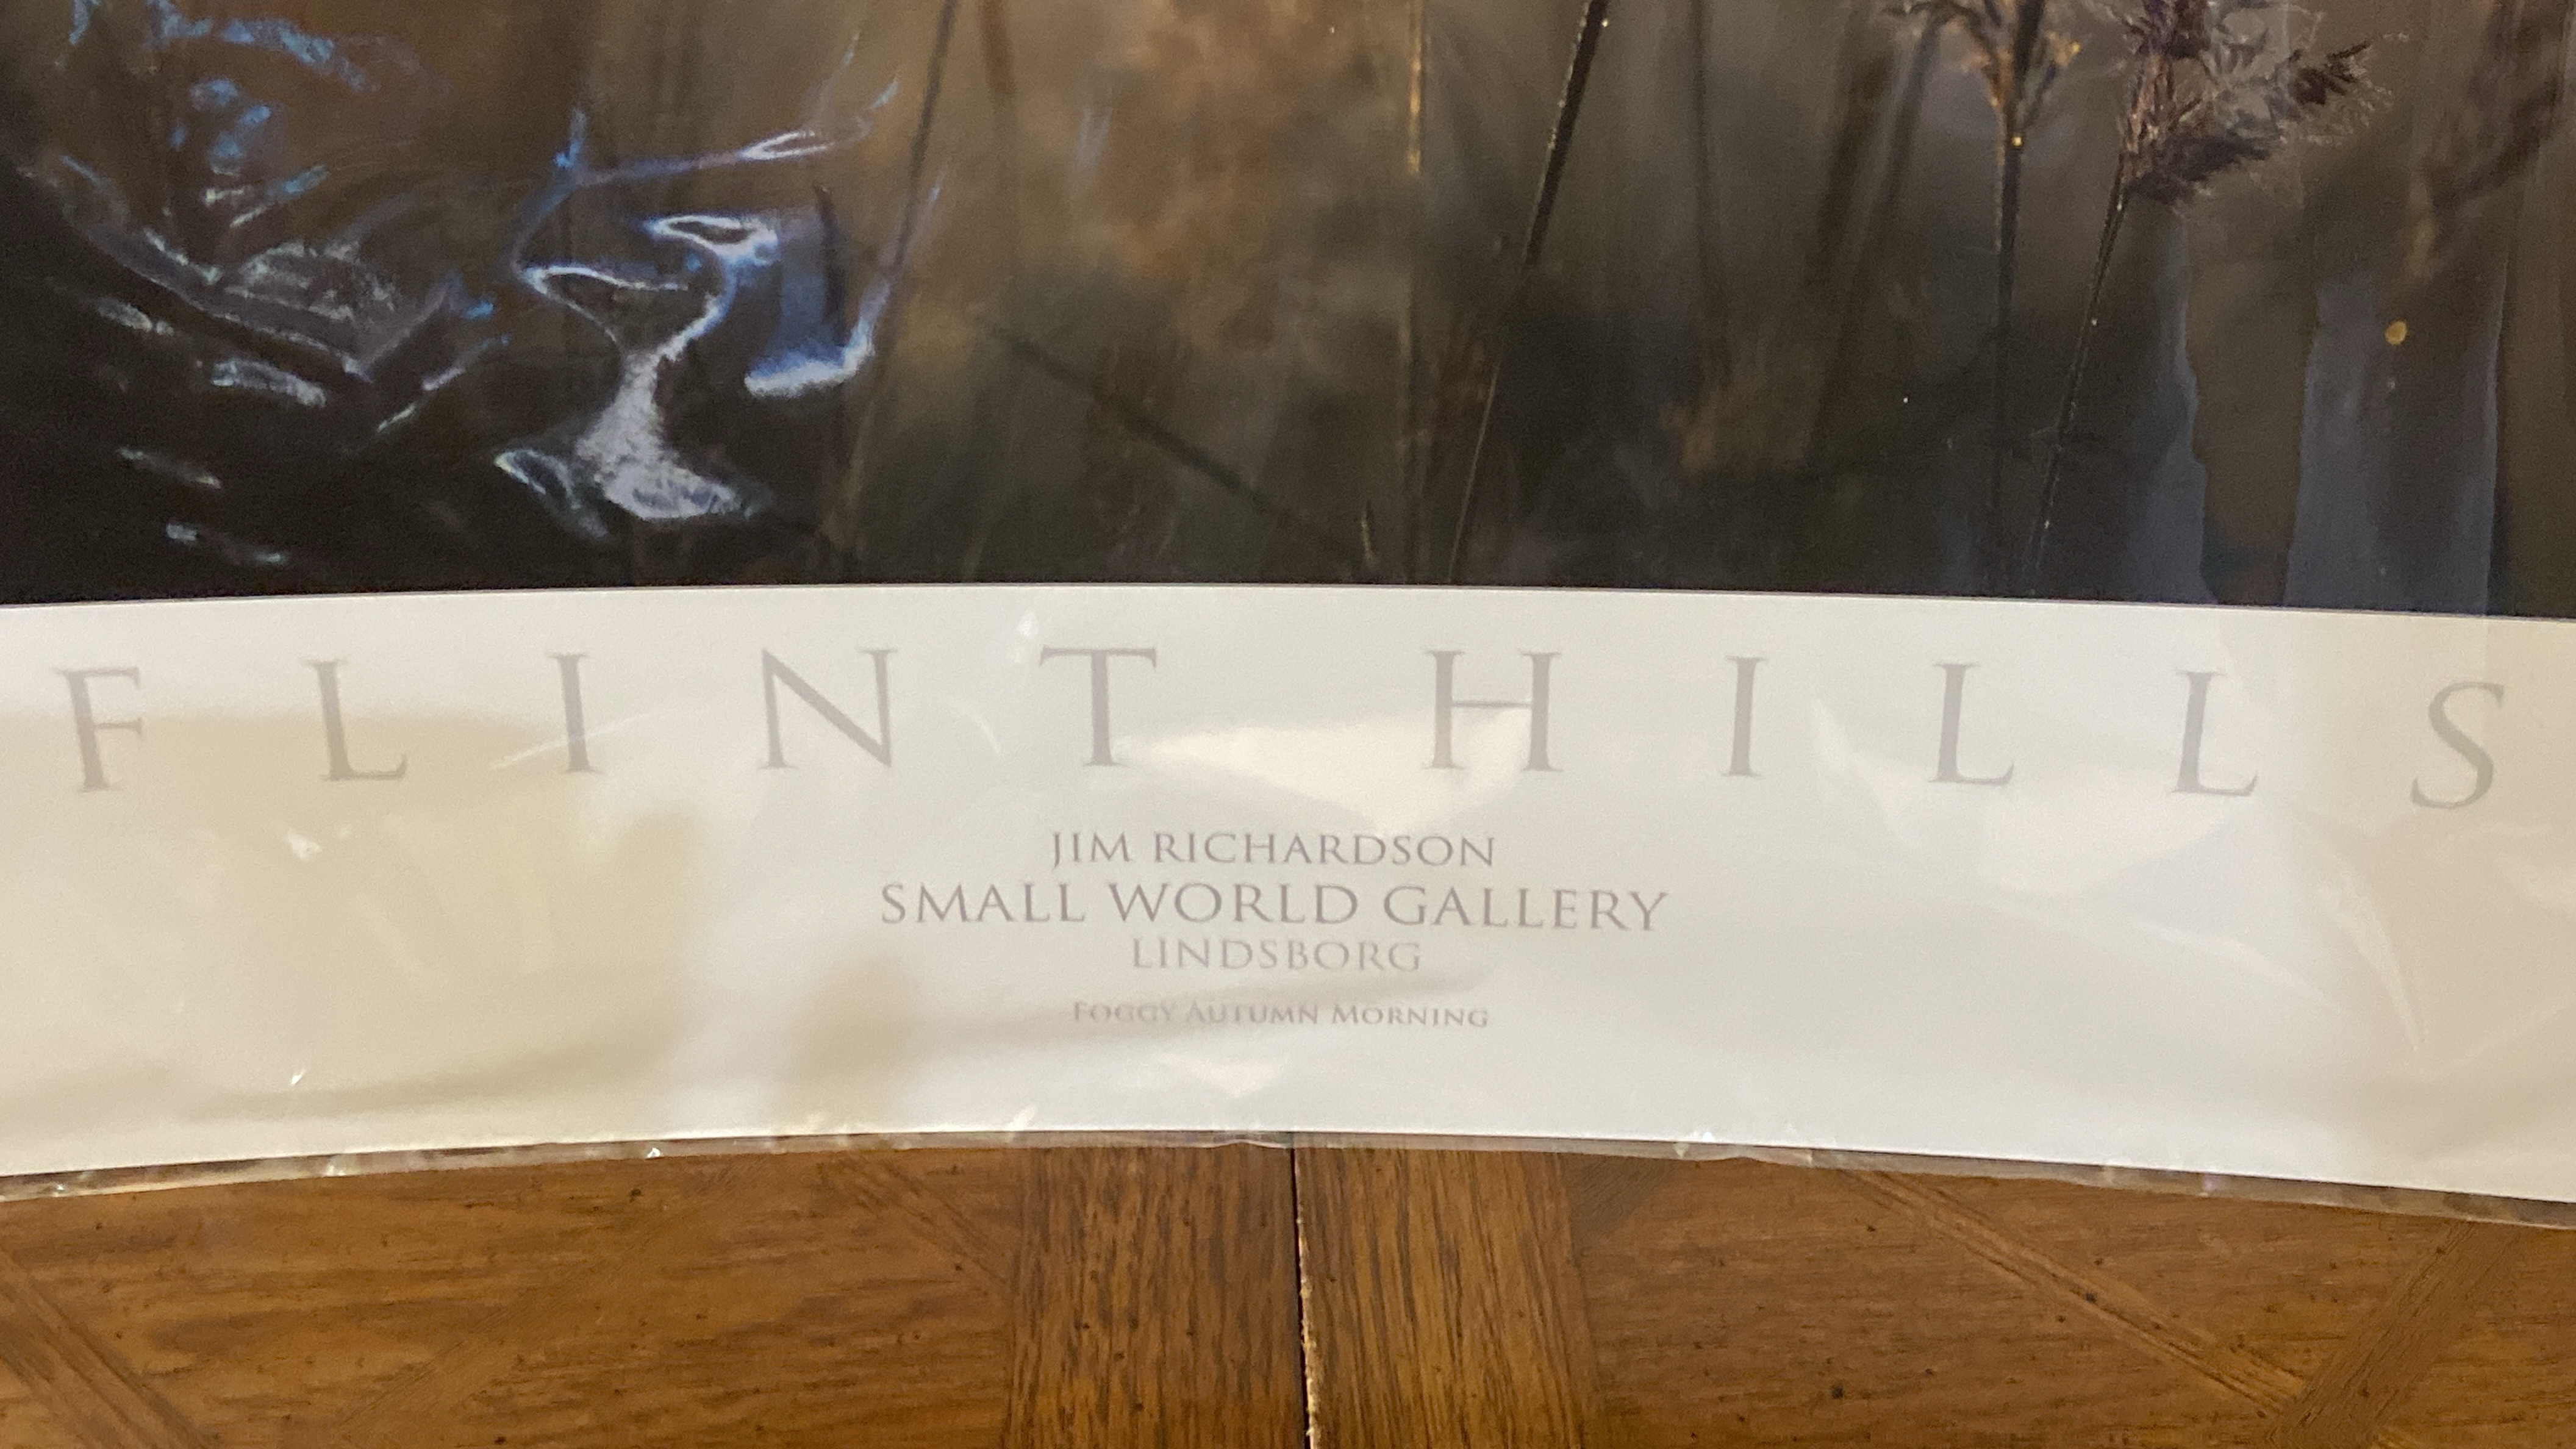 FLINT HILLS
JIM RICHARDSON
SMALL WORLD GALLERY
LINDSBORG
FOGGY AUTUMN MORNING